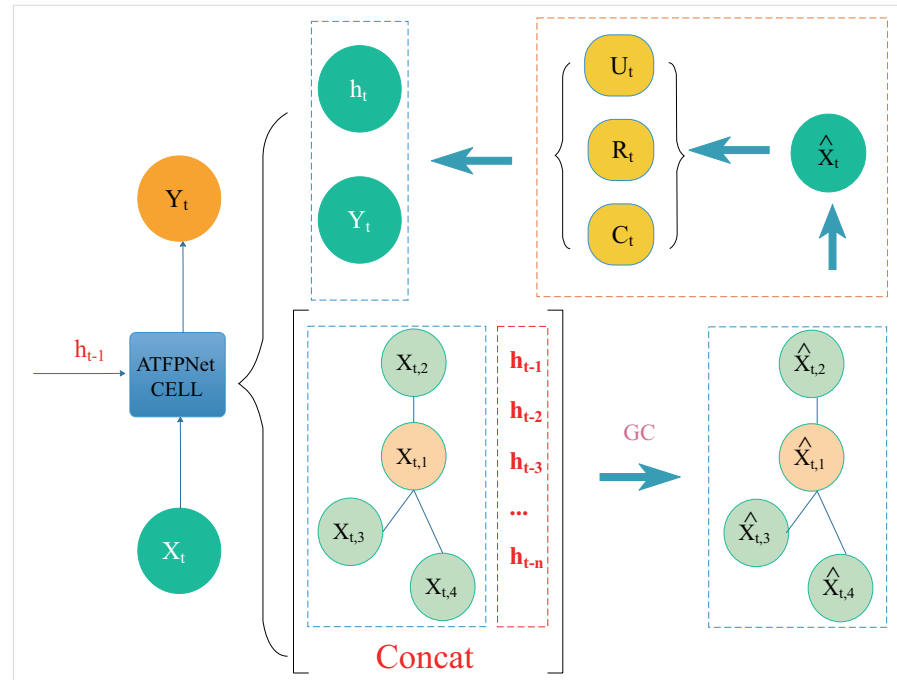 h_t
Y_t
U_t
R_t
C_t
X̂_t
Y_t
h_{t-1}
ATFPNet
CELL
X_t
X_{t,2}
X_{t,1}
X_{t,3}
X_{t,4}
h_{t-1}
h_{t-2}
h_{t-3}
...
h_{t-n}
Concat
GC
X̂_{t,2}
X̂_{t,1}
X̂_{t,3}
X̂_{t,4}